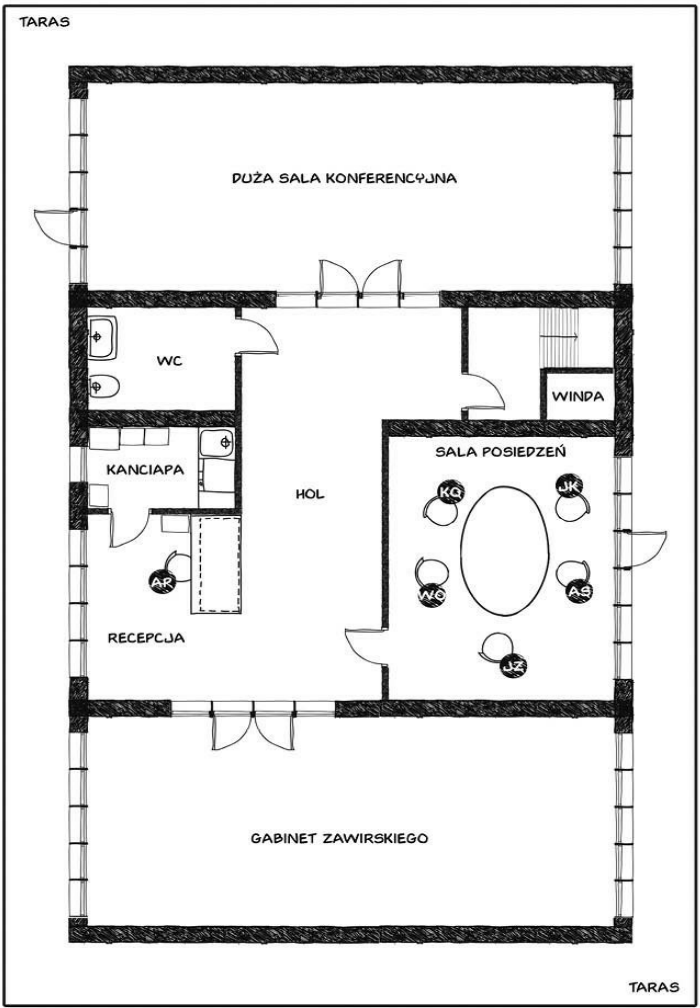 TARAS
DUŻA SALA KONFERENCYJNA
WC
WINDA
SALA POSIEDZEŃ
KANCIAPA
HOL
KQ
JK
AR
WO
AS
RECEPCJA
JZ
GABINET ZAWIRSKIEGO
TARAS